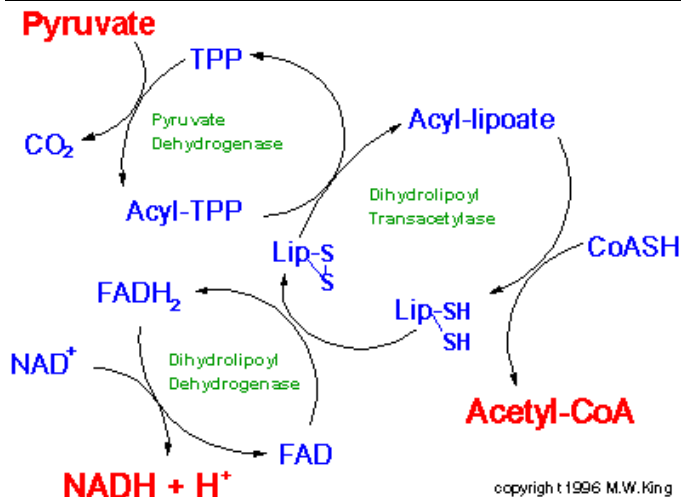 Pyruvate
TPP
CO₂
Pyruvate
Dehydrogenase
Acyl-lipoate
Acyl-TPP
Dihydrolipoyl
Transacetylase
Lip-S
S
CoASH
FADH₂
Lip-SH
SH
NAD⁺
Dihydrolipoyl
Dehydrogenase
Acetyl-CoA
FAD
NADH + H⁺
copyright 1996 M.W.King